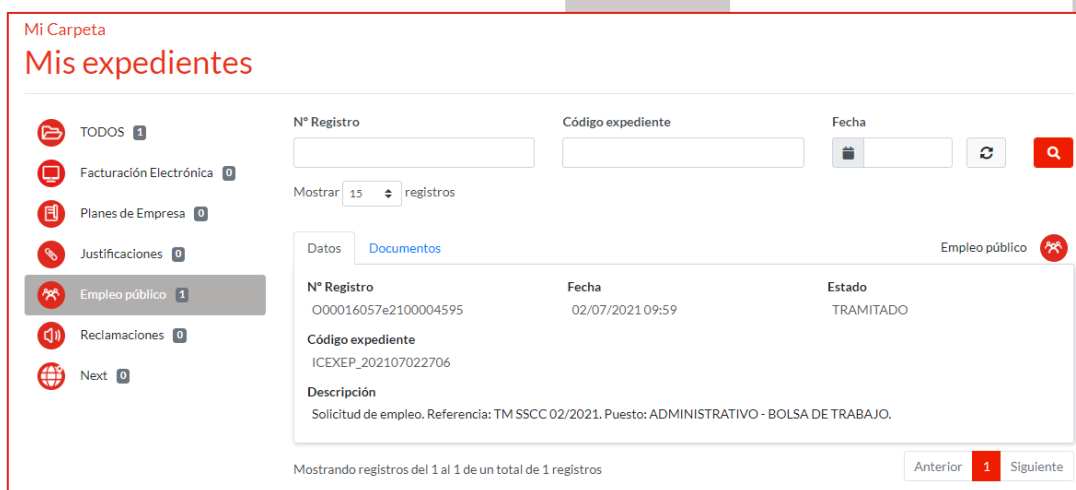 Mi Carpeta
Mis expedientes
TODOS 1
Facturación Electrónica 0
Planes de Empresa 0
Justificaciones 0
Empleo público 1
Reclamaciones 0
Next 0
Nº Registro Código expediente Fecha
Mostrar 15 registros
Datos Documentos Empleo público
Nº Registro Fecha Estado
O00016057e2100004595 02/07/2021 09:59 TRAMITADO
Código expediente
ICEXEP_202107022706
Descripción
Solicitud de empleo. Referencia: TM SSCC 02/2021. Puesto: ADMINISTRATIVO - BOLSA DE TRABAJO.
Mostrando registros del 1 al 1 de un total de 1 registros
Anterior 1 Siguiente